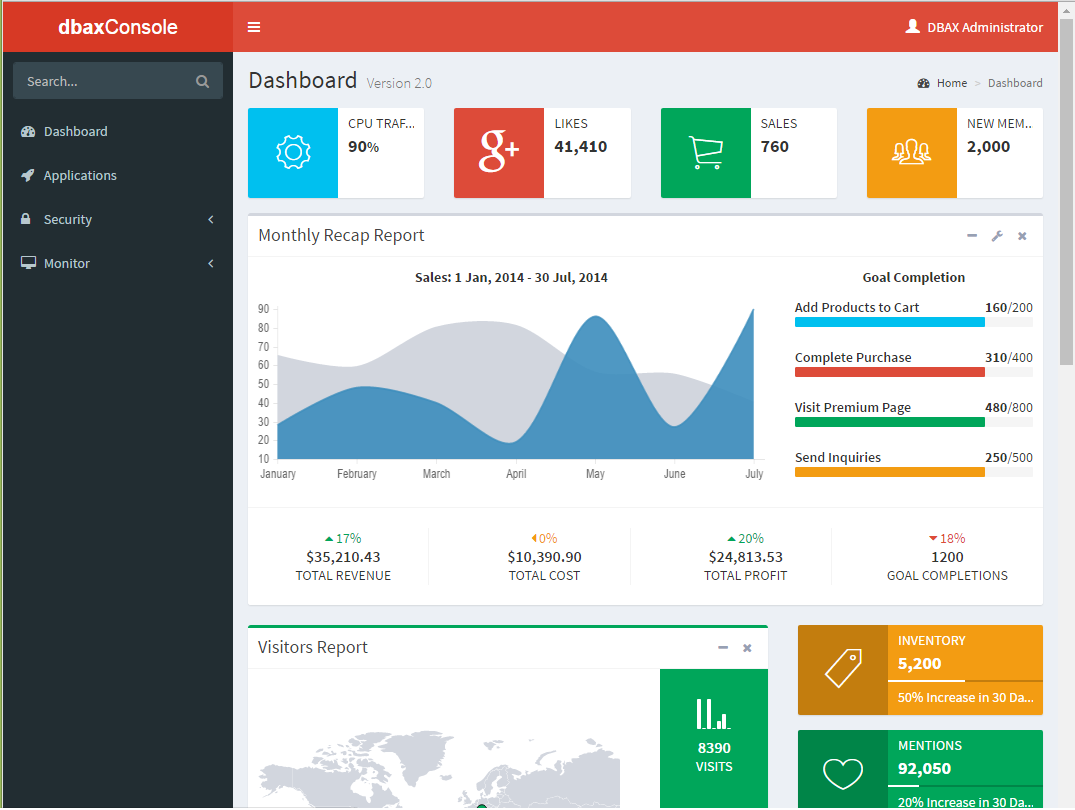 dbaxConsole
DBAX Administrator
Search...
Dashboard
Applications
Security
Monitor
Dashboard Version 2.0
Home > Dashboard
CPU TRAF...
90%
LIKES
41,410
SALES
760
NEW MEM...
2,000
Monthly Recap Report
Sales: 1 Jan, 2014 - 30 Jul, 2014
90
80
70
60
50
40
30
20
10
January February March April May June July
Goal Completion
Add Products to Cart 160/200
Complete Purchase 310/400
Visit Premium Page 480/800
Send Inquiries 250/500
17%
$35,210.43
TOTAL REVENUE
0%
$10,390.90
TOTAL COST
20%
$24,813.53
TOTAL PROFIT
18%
1200
GOAL COMPLETIONS
Visitors Report
8390
VISITS
INVENTORY
5,200
50% Increase in 30 Da...
MENTIONS
92,050
20% Increase in 30 Da...